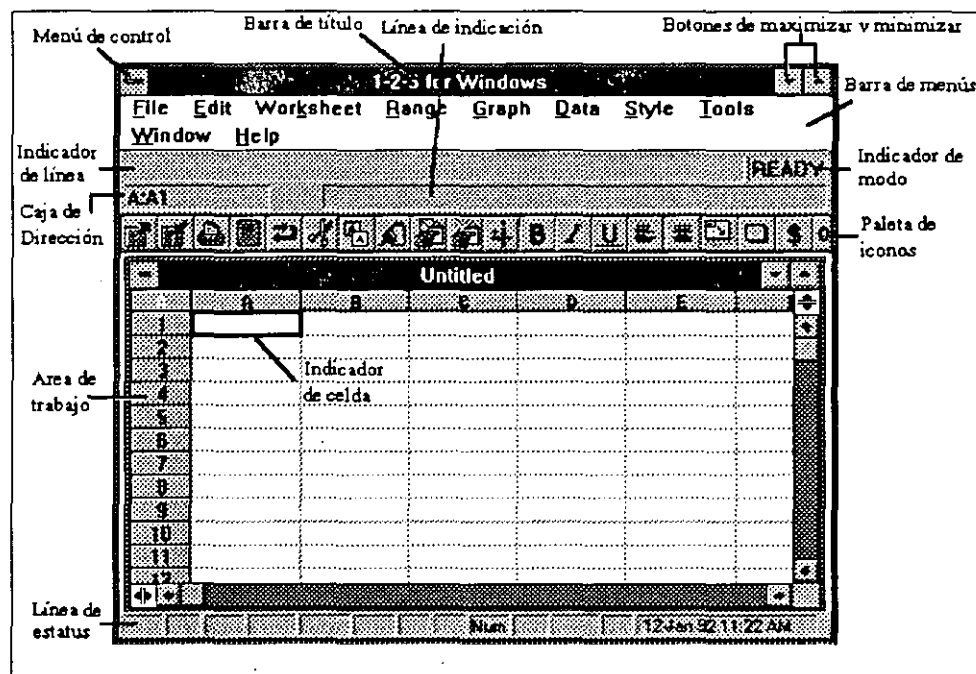 Menú de control
Barra de título
Línea de indicación
Botones de maximizar y minimizar
1-2-3 for Windows
Barra de menús
File Edit Worksheet Range Graph Data Style Tools
Window Help
Indicador
de línea
READY
Indicador de
modo
A:A1
Caja de
Dirección
B I U $
Paleta de
iconos
Untitled
A B C D E
1
2
3
4
5
6
7
8
9
10
11
12
Indicador
de celda
Area de
trabajo
Línea de
estatus
Num
12-Jan-92 11:22 AM